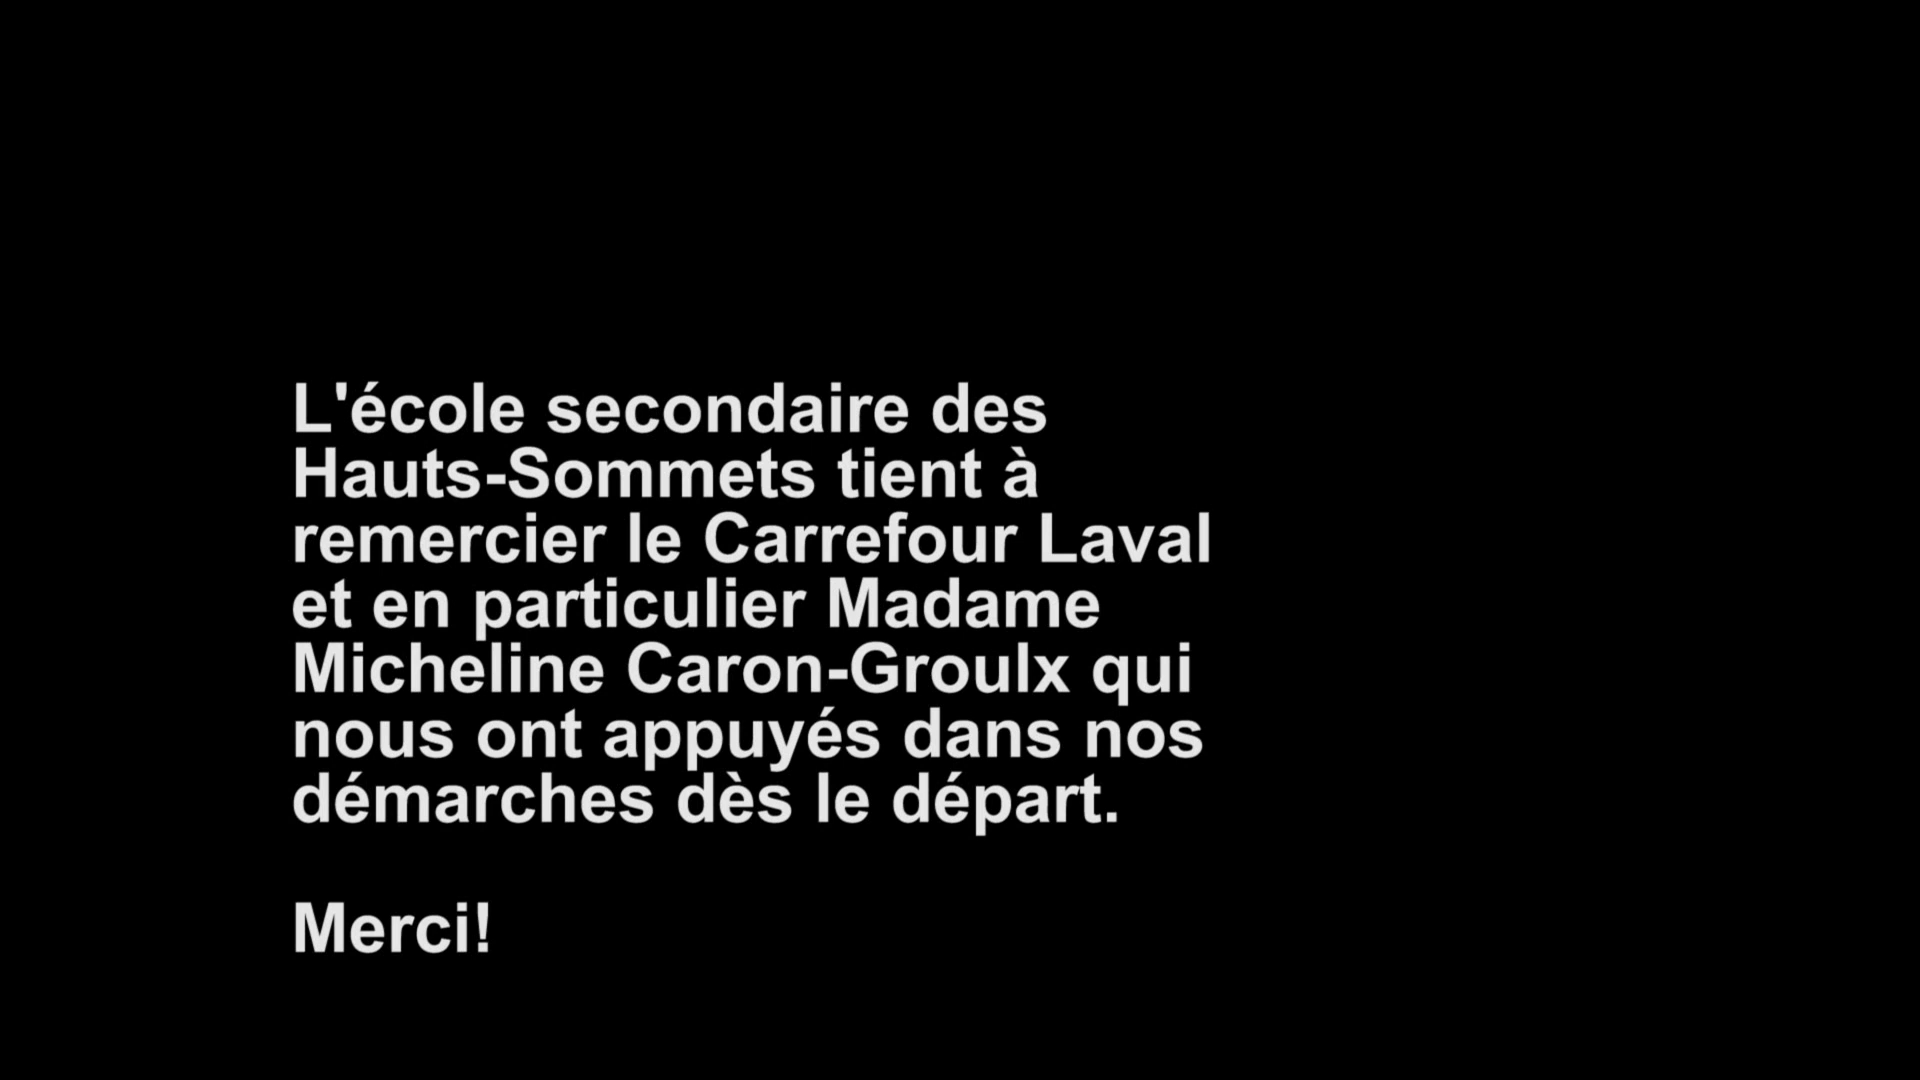 L'école secondaire des
Hauts-Sommets tient à
remercier le Carrefour Laval
et en particulier Madame
Micheline Caron-Groulx qui
nous ont appuyés dans nos
démarches dès le départ.
Merci!